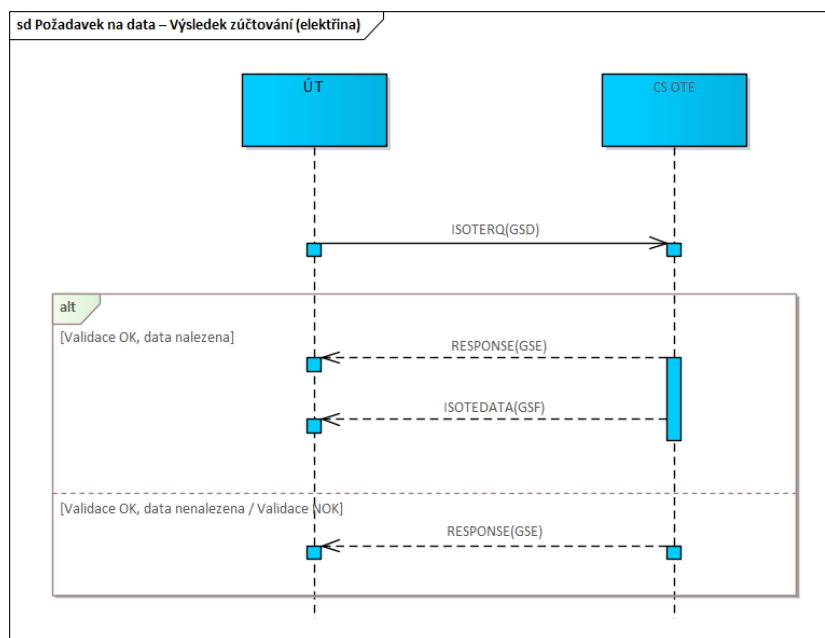 sd Požadavek na data – Výsledek zúčtování (elektřina)
ÚT
CS OTE
ISOTERQ(GSD)
alt
[Validace OK, data nalezena]
RESPONSE(GSE)
ISOTEDATA(GSF)
[Validace OK, data nenalezena / Validace NOK]
RESPONSE(GSE)